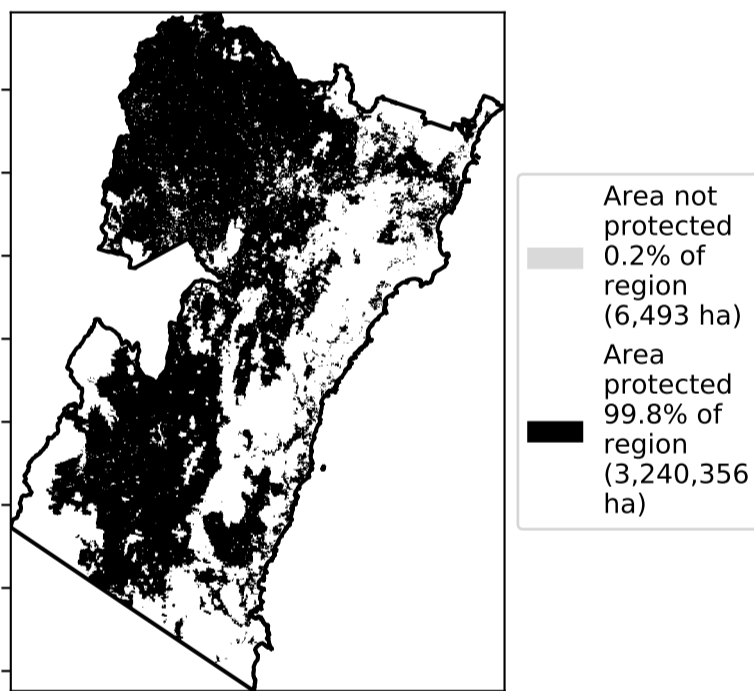 Area not
protected
0.2% of
region
(6,493 ha)
Area
protected
99.8% of
region
(3,240,356
ha)